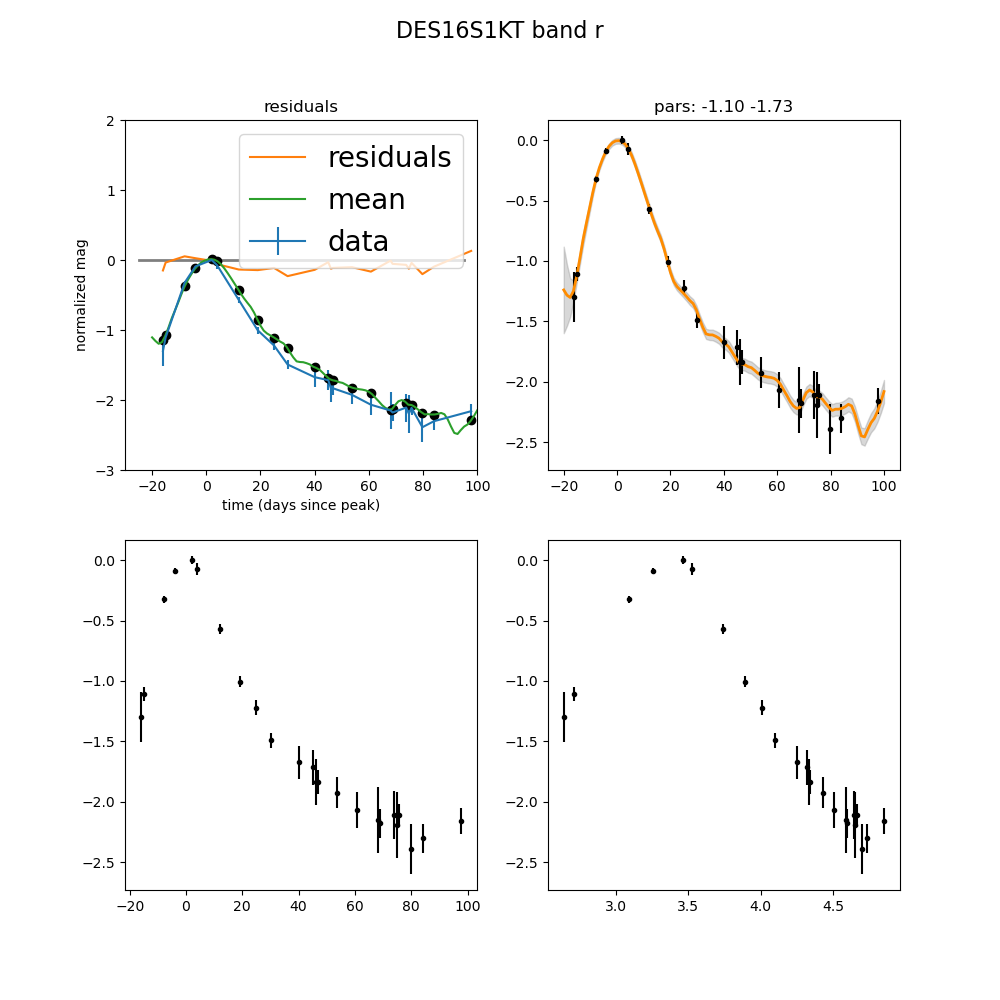 DES16S1KT band r
residuals
pars: -1.10 -1.73
residuals
mean
data
normalized mag
2
1
0
−1
−2
−3
−20 0 20 40 60 80 100
time (days since peak)
0.0
−0.5
−1.0
−1.5
−2.0
−2.5
−20 0 20 40 60 80 100
0.0
−0.5
−1.0
−1.5
−2.0
−2.5
−20 0 20 40 60 80 100
0.0
−0.5
−1.0
−1.5
−2.0
−2.5
3.0 3.5 4.0 4.5